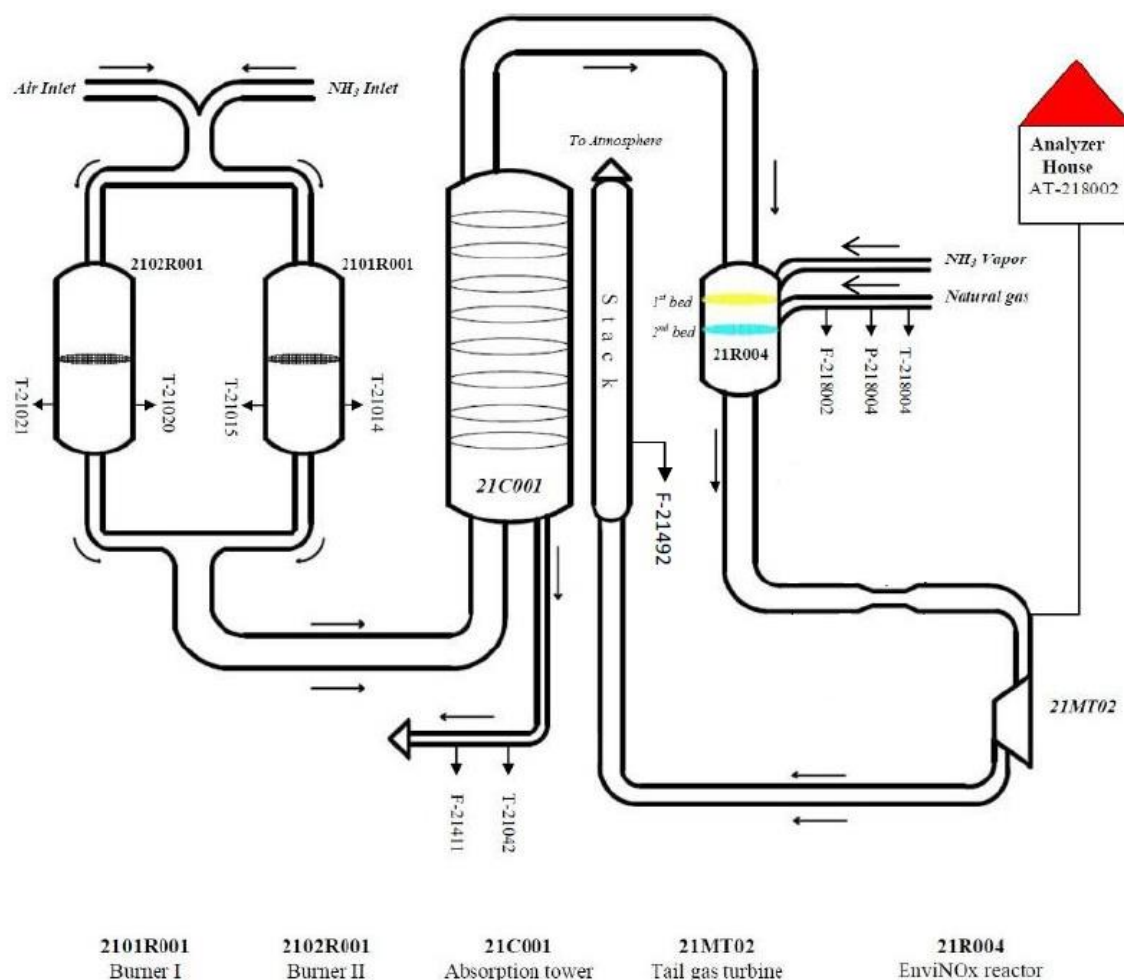 Air Inlet
NH₃ Inlet
To Atmosphere
Analyzer
House
AT-218002
2102R001
2101R001
NH₃ Vapor
Natural gas
1st bed
2nd bed
21R004
Stack
T-21021
T-21020
T-21015
T-21014
F-218002
P-218004
T-218004
21C001
F-21492
21MT02
F-21411
T-21042
2101R001 2102R001 21C001 21MT02 21R004
Burner I Burner II Absorption tower Tail gas turbine EnviNOx reactor